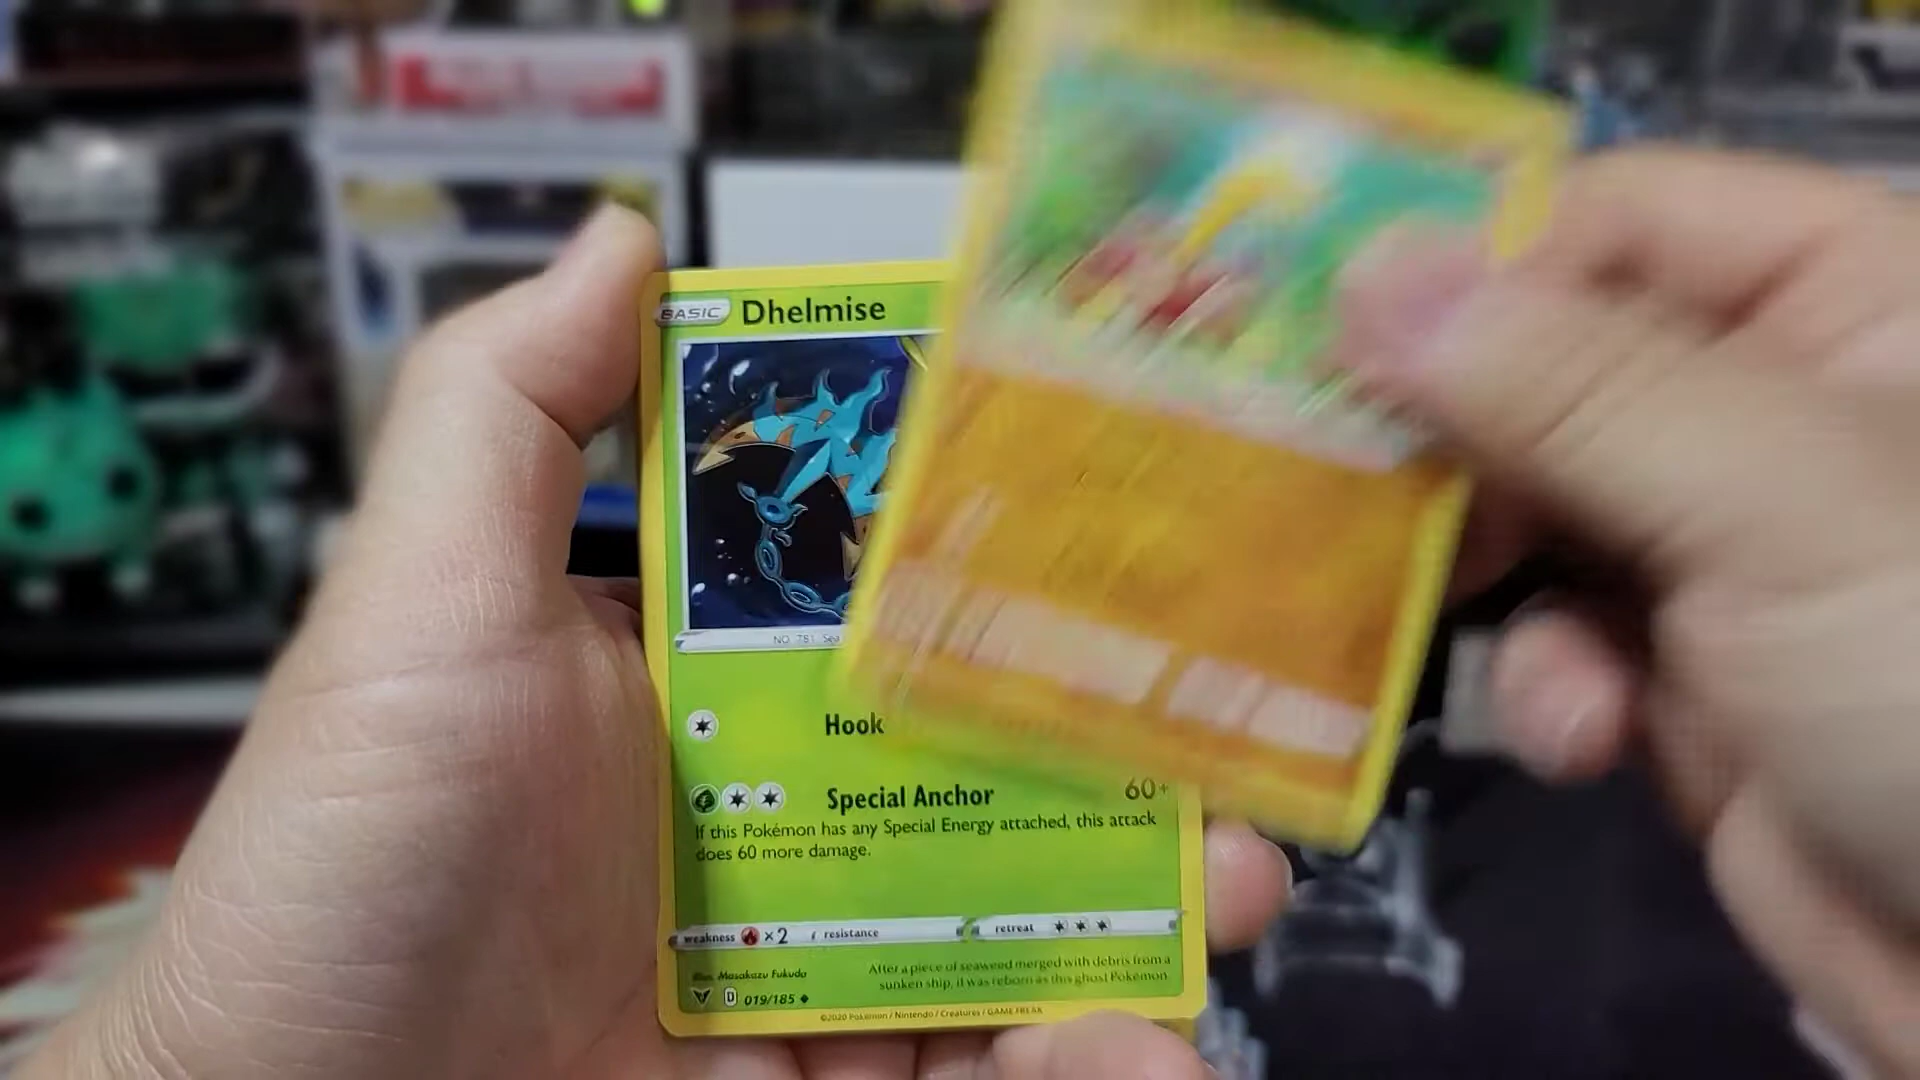 BASIC Dhelmise
NO. 781 Sea
Hook
Special Anchor 60+
If this Pokémon has any Special Energy attached, this attack
does 60 more damage.
weakness ×2 resistance retreat
Illus. Masakazu Fukuda
After a piece of seaweed merged with debris from a
sunken ship, it was reborn as this ghost Pokémon.
D 019/185
©2020 Pokémon / Nintendo / Creatures / GAME FREAK